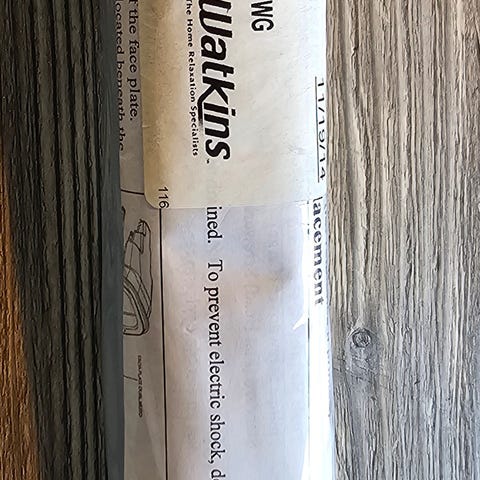 WG
Watkins
The Home Relaxation Specialists
116
11/19/14
lacement
ined. To prevent electric shock, d
f the face plate.
located beneath the